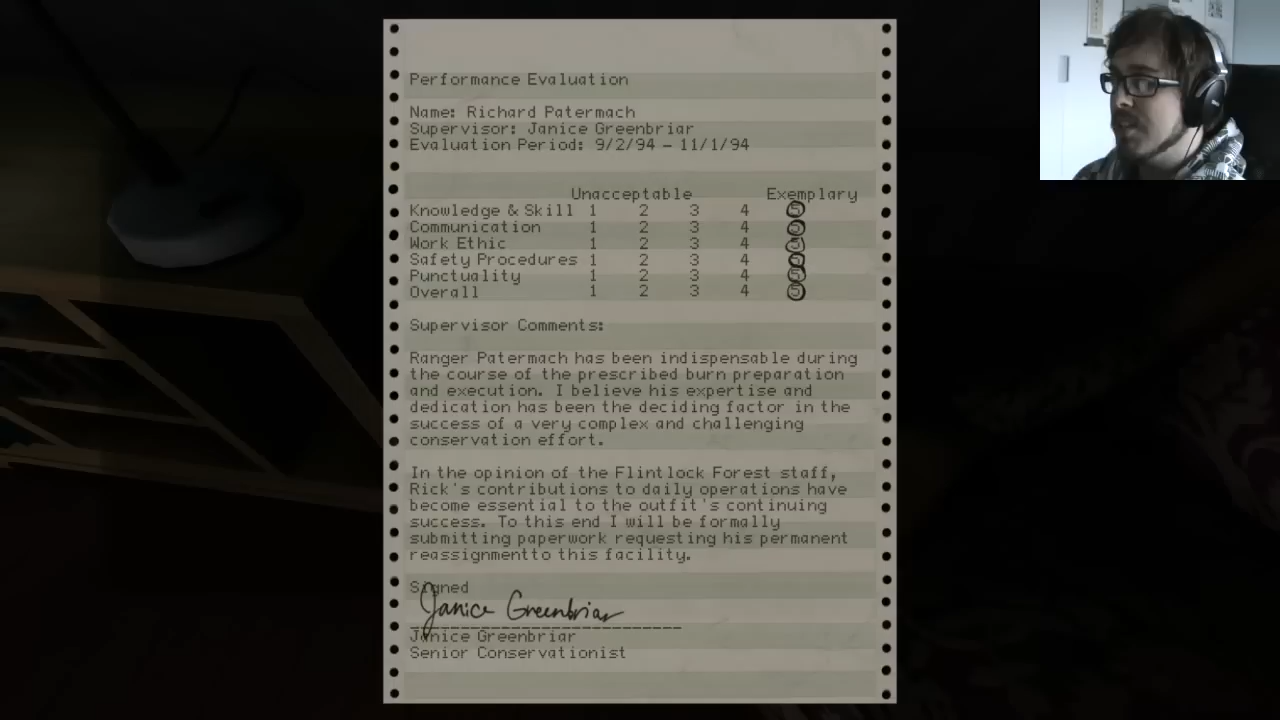 Performance Evaluation
Name: Richard Patermach
Supervisor: Janice Greenbriar
Evaluation Period: 9/2/94 - 11/1/94
Unacceptable Exemplary
Knowledge & Skill 1 2 3 4 5
Communication 1 2 3 4 5
Work Ethic 1 2 3 4 5
Safety Procedures 1 2 3 4 5
Punctuality 1 2 3 4 5
Overall 1 2 3 4 5
Supervisor Comments:
Ranger Patermach has been indispensable during
the course of the prescribed burn preparation
and execution. I believe his expertise and
dedication has been the deciding factor in the
success of a very complex and challenging
conservation effort.
In the opinion of the Flintlock Forest staff,
Rick's contributions to daily operations have
become essential to the outfit's continuing
success. To this end I will be formally
submitting paperwork requesting his permanent
reassignmentto this facility.
Signed
Janice Greenbriar
Janice Greenbriar
Senior Conservationist